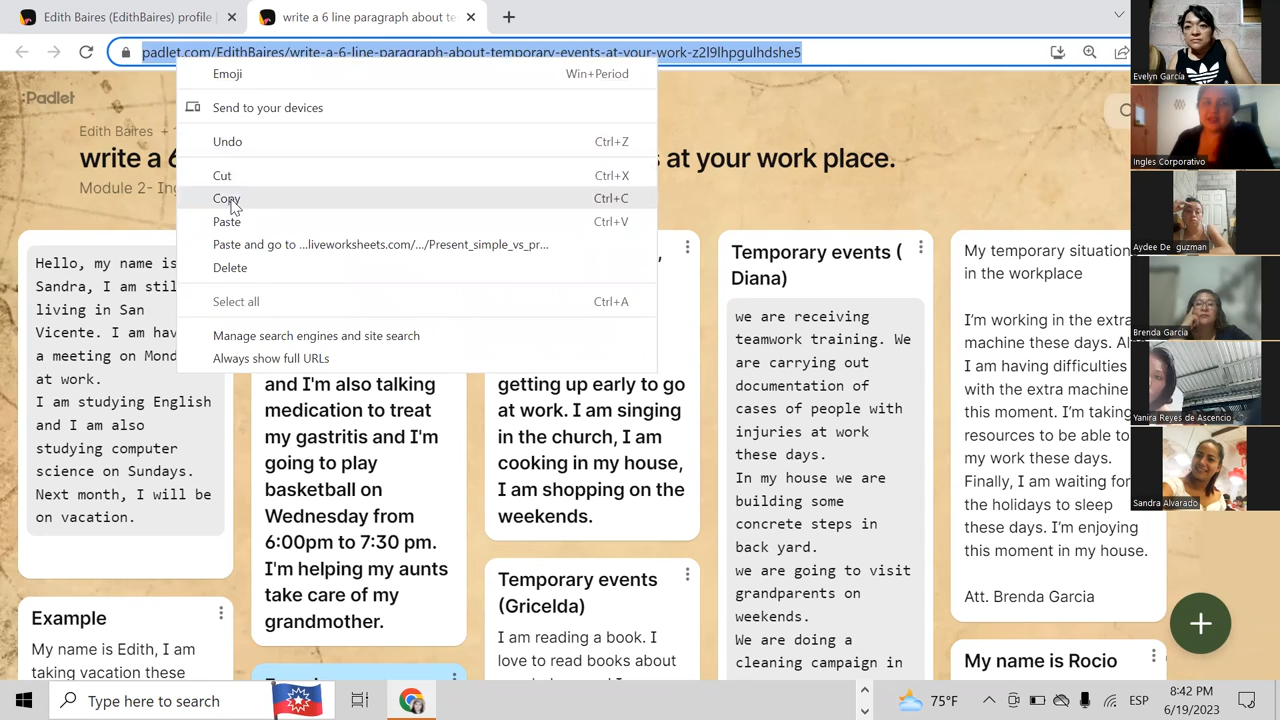 Edith Baires (EdithBaires) profile
write a 6 line paragraph about te
padlet.com/EdithBaires/write-a-6-line-paragraph-about-temporary-events-at-your-work-z2l9lhpgulhdshe5
Emoji Win+Period
Send to your devices
Undo Ctrl+Z
Cut Ctrl+X
Copy Ctrl+C
Paste Ctrl+V
Paste and go to ...liveworksheets.com/.../Present_simple_vs_pr...
Delete
Select all Ctrl+A
Manage search engines and site search
Always show full URLs
:Padlet
Edith Baires +
write a 6 s at your work place.
Module 2- Ing
Hello, my name is
Sandra, I am stil
living in San
Vicente. I am hav
a meeting on Mond
at work.
I am studying English
and I am also
studying computer
science on Sundays.
Next month, I will be
on vacation.
Example
My name is Edith, I am
taking vacation these
and I'm also talking
medication to treat
my gastritis and I'm
going to play
basketball on
Wednesday from
6:00pm to 7:30 pm.
I'm helping my aunts
take care of my
grandmother.
getting up early to go
at work. I am singing
in the church, I am
cooking in my house,
I am shopping on the
weekends.
Temporary events
(Gricelda)
I am reading a book. I
love to read books about
Temporary events (
Diana)
we are receiving
teamwork training. We
are carrying out
documentation of
cases of people with
injuries at work
these days.
In my house we are
building some
concrete steps in
back yard.
we are going to visit
grandparents on
weekends.
We are doing a
cleaning campaign in
My temporary situation
in the workplace
I'm working in the extra
machine these days. Al
I am having difficulties
with the extra machine
this moment. I'm taking
resources to be able to
my work these days.
Finally, I am waiting for
the holidays to sleep
these days. I'm enjoying
this moment in my house.
Att. Brenda Garcia
My name is Rocio
Evelyn García
Ingles Corporativo
Aydee De guzman
Brenda Garcia
Yanira Reyes de Ascencio
Sandra Alvarado
Type here to search
75°F
ESP
8:42 PM
6/19/2023